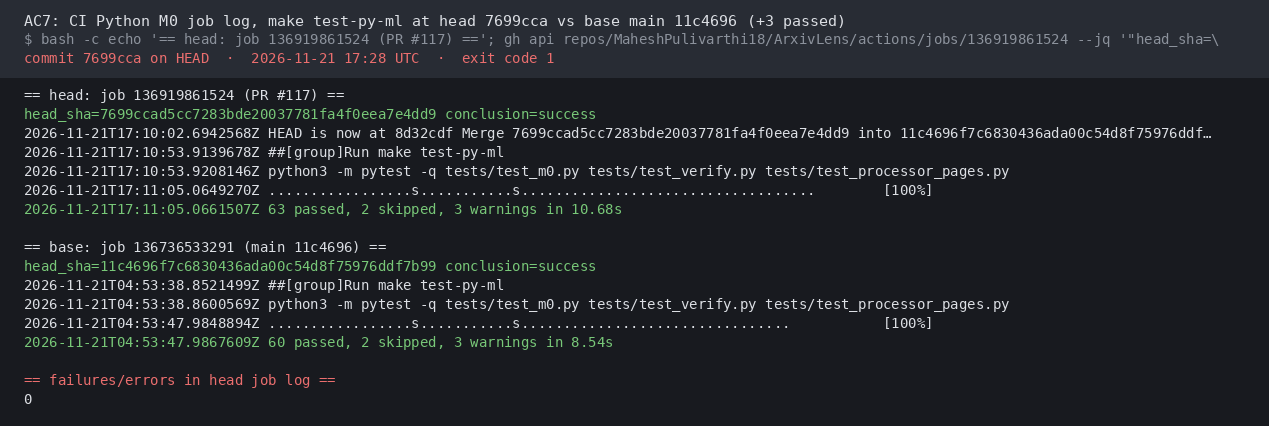 AC7: CI Python M0 job log, make test-py-ml at head 7699cca vs base main 11c4696 (+3 passed)
$ bash -c echo '== head: job 136919861524 (PR #117) =='; gh api repos/MaheshPulivarthi18/ArxivLens/actions/jobs/136919861524 --jq '"head_sha=\
commit 7699cca on HEAD · 2026-11-21 17:28 UTC · exit code 1
== head: job 136919861524 (PR #117) ==
head_sha=7699ccad5cc7283bde20037781fa4f0eea7e4dd9 conclusion=success
2026-11-21T17:10:02.6942568Z HEAD is now at 8d32cdf Merge 7699ccad5cc7283bde20037781fa4f0eea7e4dd9 into 11c4696f7c6830436ada00c54d8f75976ddf…
2026-11-21T17:10:53.9139678Z ##[group]Run make test-py-ml
2026-11-21T17:10:53.9208146Z python3 -m pytest -q tests/test_m0.py tests/test_verify.py tests/test_processor_pages.py
2026-11-21T17:11:05.0649270Z .................s...........s................................... [100%]
2026-11-21T17:11:05.0661507Z 63 passed, 2 skipped, 3 warnings in 10.68s
== base: job 136736533291 (main 11c4696) ==
head_sha=11c4696f7c6830436ada00c54d8f75976ddf7b99 conclusion=success
2026-11-21T04:53:38.8521499Z ##[group]Run make test-py-ml
2026-11-21T04:53:38.8600569Z python3 -m pytest -q tests/test_m0.py tests/test_verify.py tests/test_processor_pages.py
2026-11-21T04:53:47.9848894Z .................s...........s................................ [100%]
2026-11-21T04:53:47.9867609Z 60 passed, 2 skipped, 3 warnings in 8.54s
== failures/errors in head job log ==
0